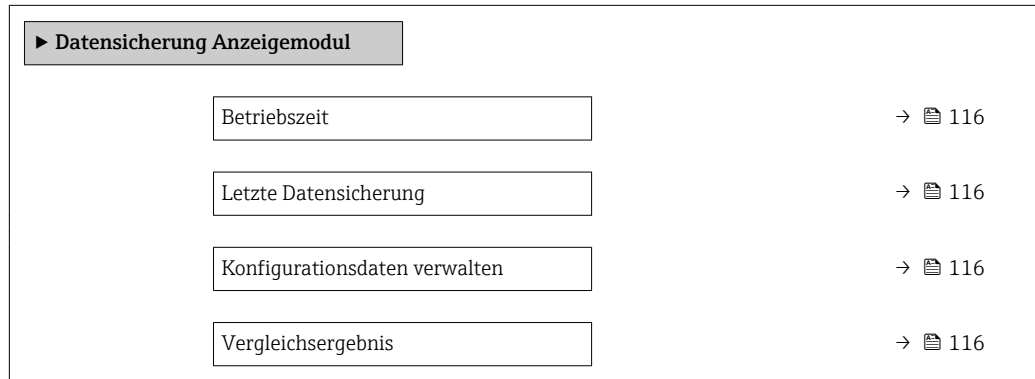 ▶ Datensicherung Anzeigemodul
Betriebszeit → 116
Letzte Datensicherung → 116
Konfigurationsdaten verwalten → 116
Vergleichsergebnis → 116